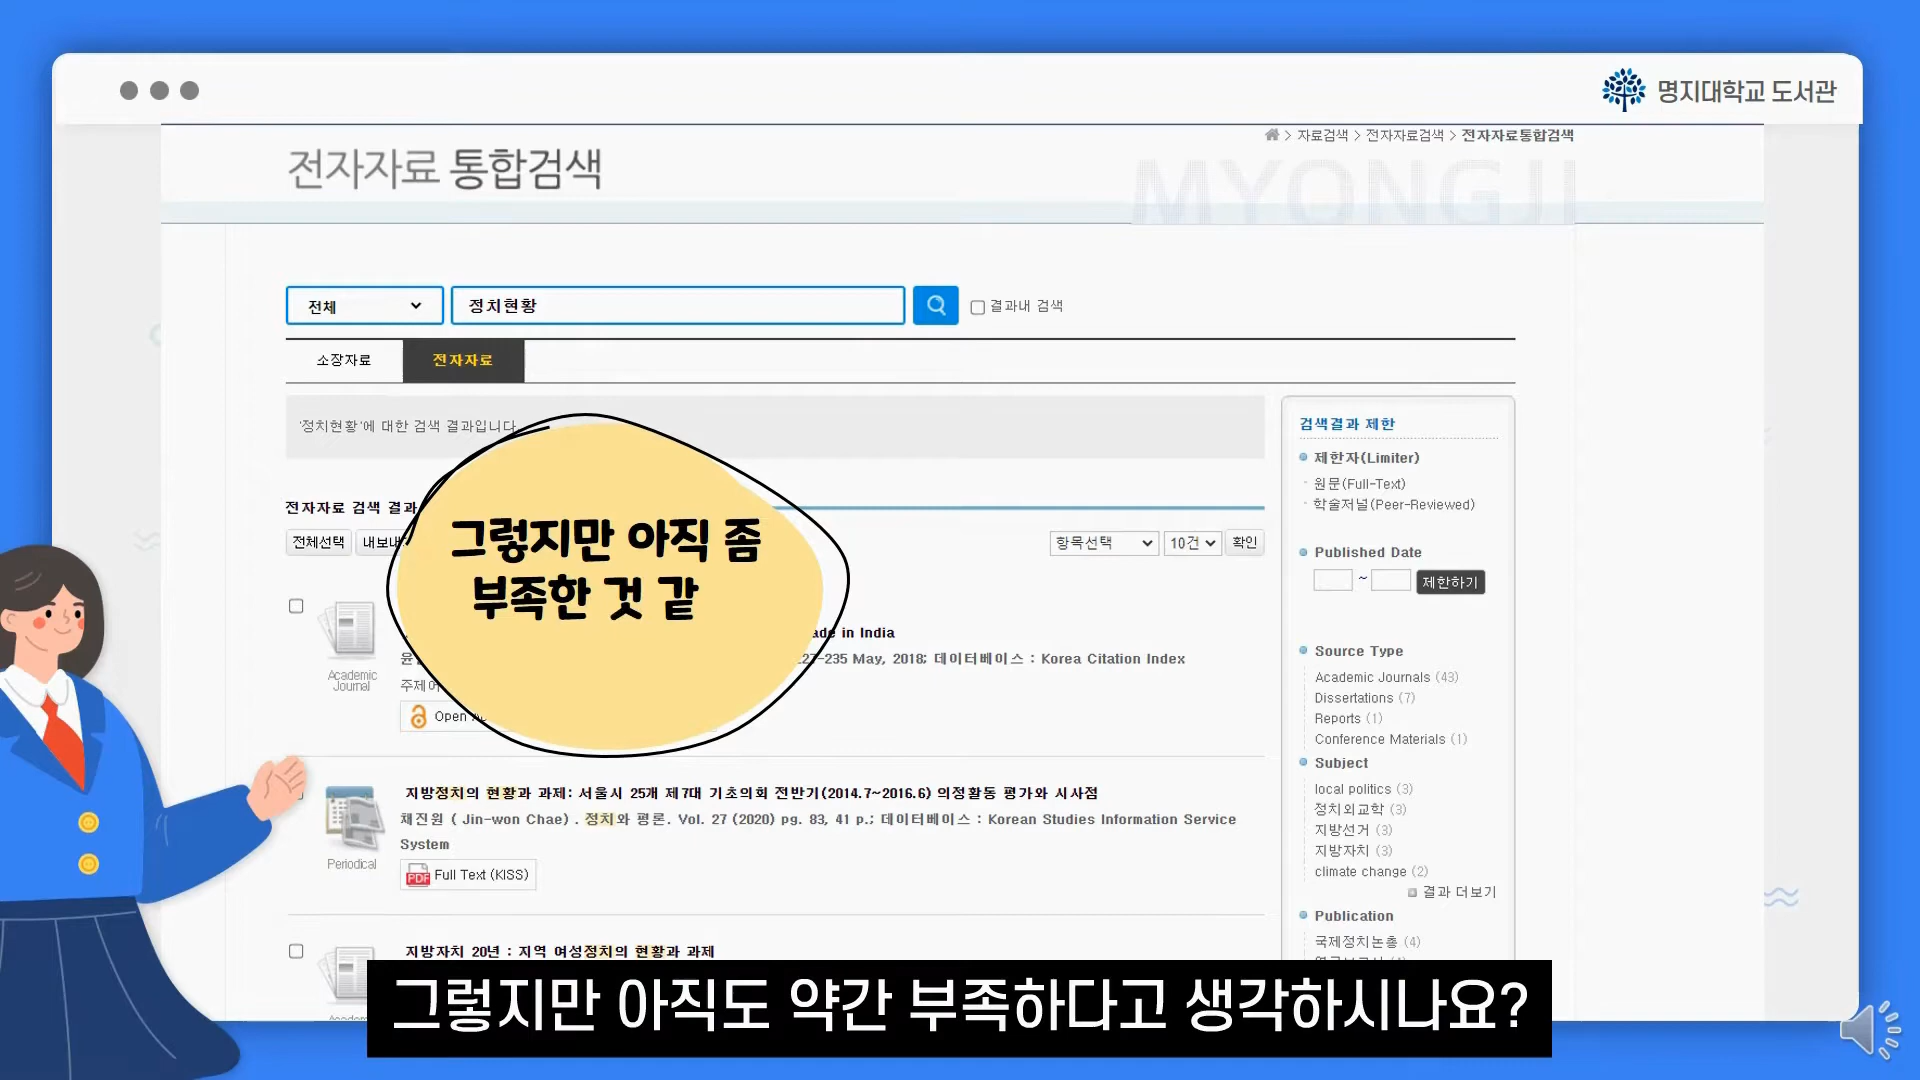 명지대학교 도서관
> 자료검색 > 전자자료검색 > 전자자료통합검색
전자자료 통합검색
MYONGJI
전체
정치현황
결과내 검색
소장자료
전자자료
'정치현황'에 대한 검색 결과입니다
전자자료 검색 결과
전체선택
항목선택
10건
확인
그렇지만 아직 좀
부족한 것 같
Academic
Journal
in India
-235 May, 2018; 데이터베이스 : Korea Citation Index
Open
Periodical
지방정치의 현황과 과제: 서울시 25개 제7대 기초의회 전반기(2014.7~2016.6) 의정활동 평가와 시사점
채진원 ( Jin-won Chae) . 정치와 평론. Vol. 27 (2020) pg. 83, 41 p.; 데이터베이스 : Korean Studies Information Service
System
PDF Full Text (KISS)
지방자치 20년 : 지역 여성정치의 현황과 과제
검색결과 제한
제한자(Limiter)
원문(Full-Text)
학술저널(Peer-Reviewed)
Published Date
~ 제한하기
Source Type
Academic Journals (43)
Dissertations (7)
Reports (1)
Conference Materials (1)
Subject
local politics (3)
정치외교학 (3)
지방선거 (3)
지방자치 (3)
climate change (2)
결과 더보기
Publication
국제정치논총 (4)
그렇지만 아직도 약간 부족하다고 생각하시나요?